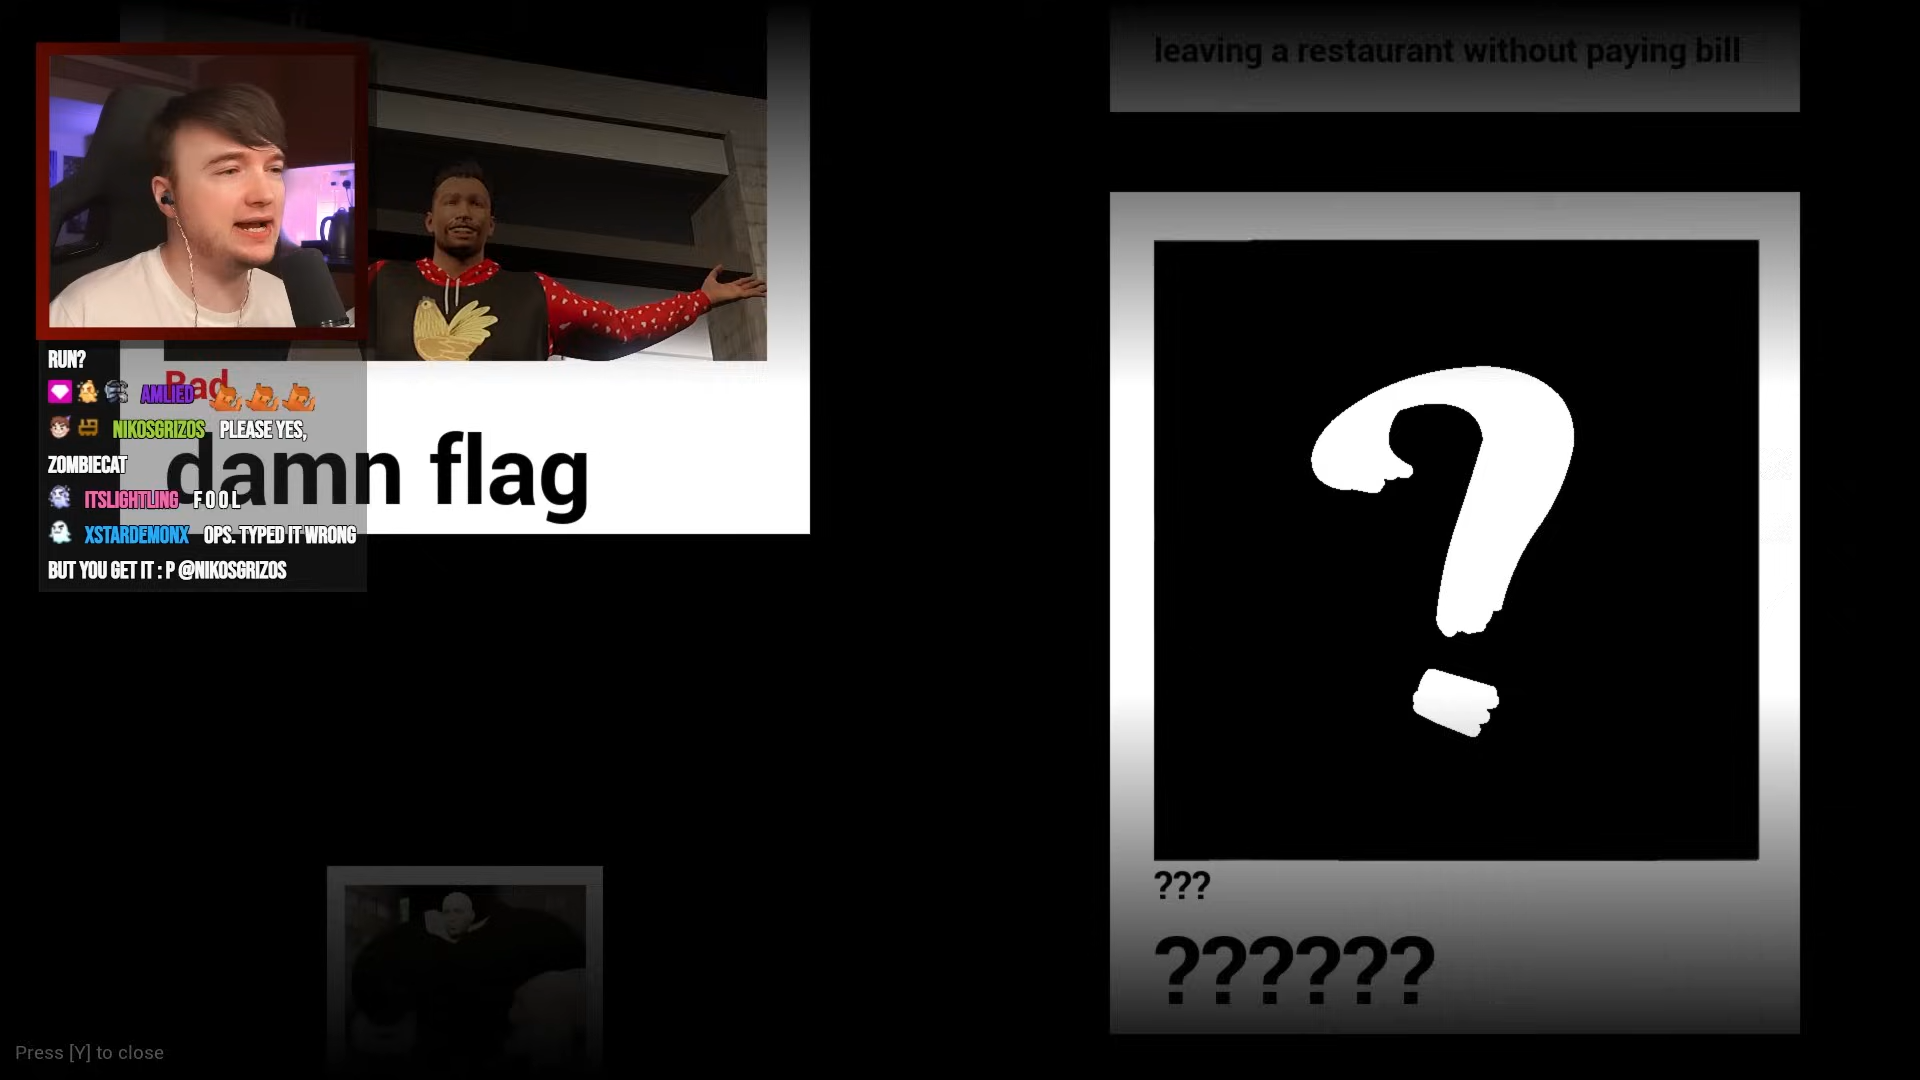 leaving a restaurant without paying bill
RUN?
Bad
AMLIED
NIKOSGRIZOS PLEASE YES,
ZOMBIECAT
damn flag
ITSLIGHTLING F O O L
XSTARDEMONX OPS. TYPED IT WRONG
BUT YOU GET IT : P @NIKOSGRIZOS
???
??????
Press [Y] to close